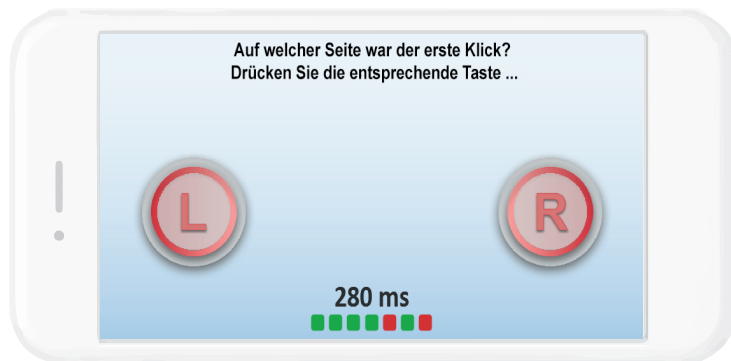 Auf welcher Seite war der erste Klick?
Drücken Sie die entsprechende Taste ...
L
R
280 ms